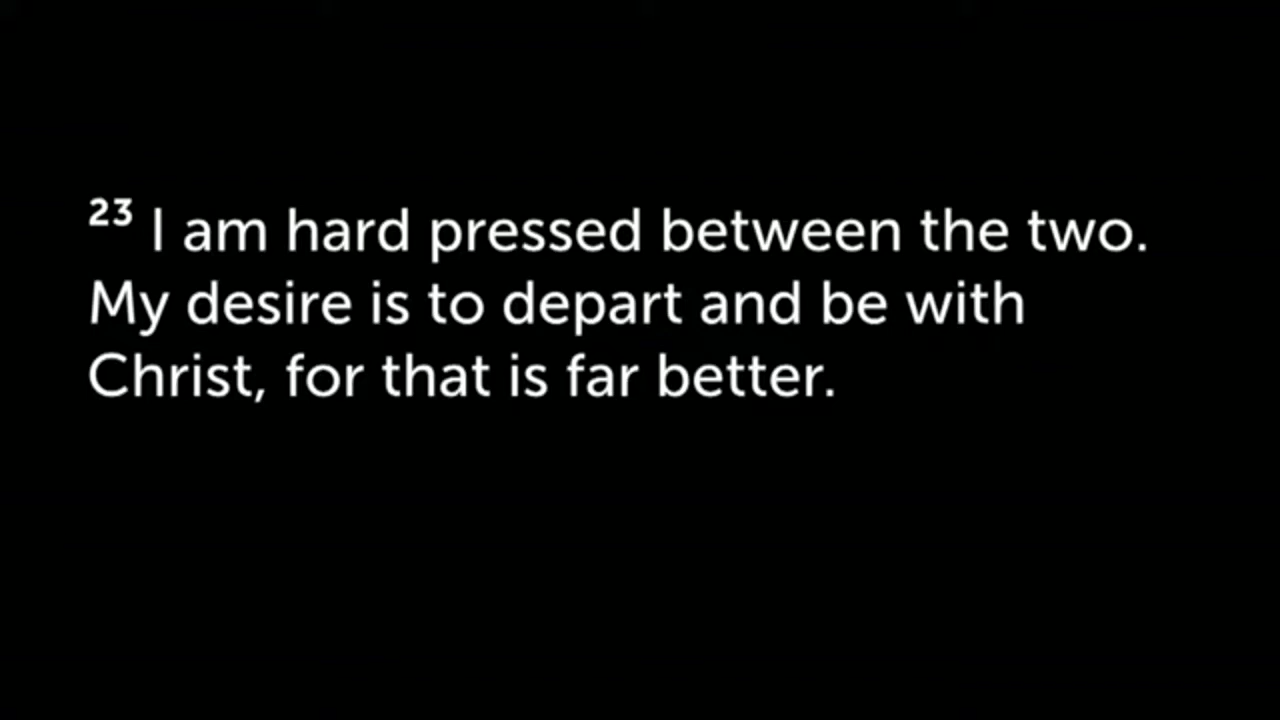 23 I am hard pressed between the two.
My desire is to depart and be with
Christ, for that is far better.